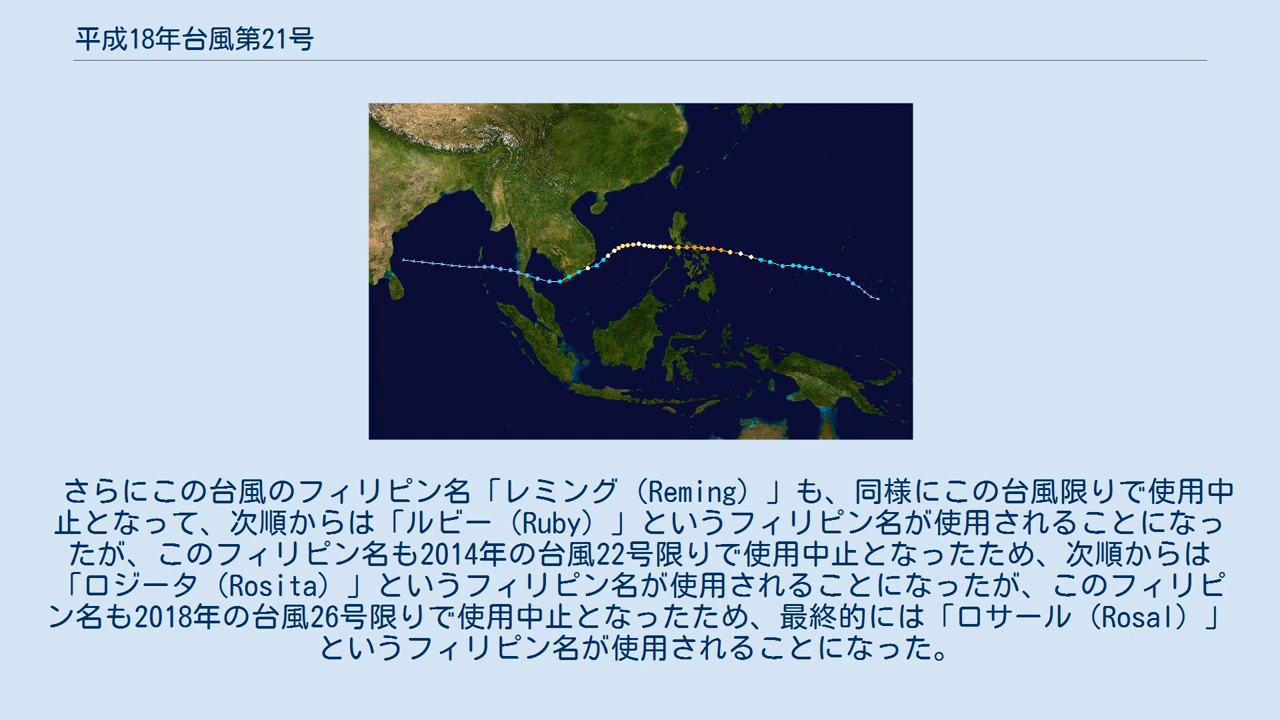 平成18年台風第21号
さらにこの台風のフィリピン名「レミング（Reming）」も、同様にこの台風限りで使用中
止となって、次順からは「ルビー（Ruby）」というフィリピン名が使用されることになっ
たが、このフィリピン名も2014年の台風22号限りで使用中止となったため、次順からは
「ロジータ（Rosita）」というフィリピン名が使用されることになったが、このフィリピ
ン名も2018年の台風26号限りで使用中止となったため、最終的には「ロサール（Rosal）」
というフィリピン名が使用されることになった。